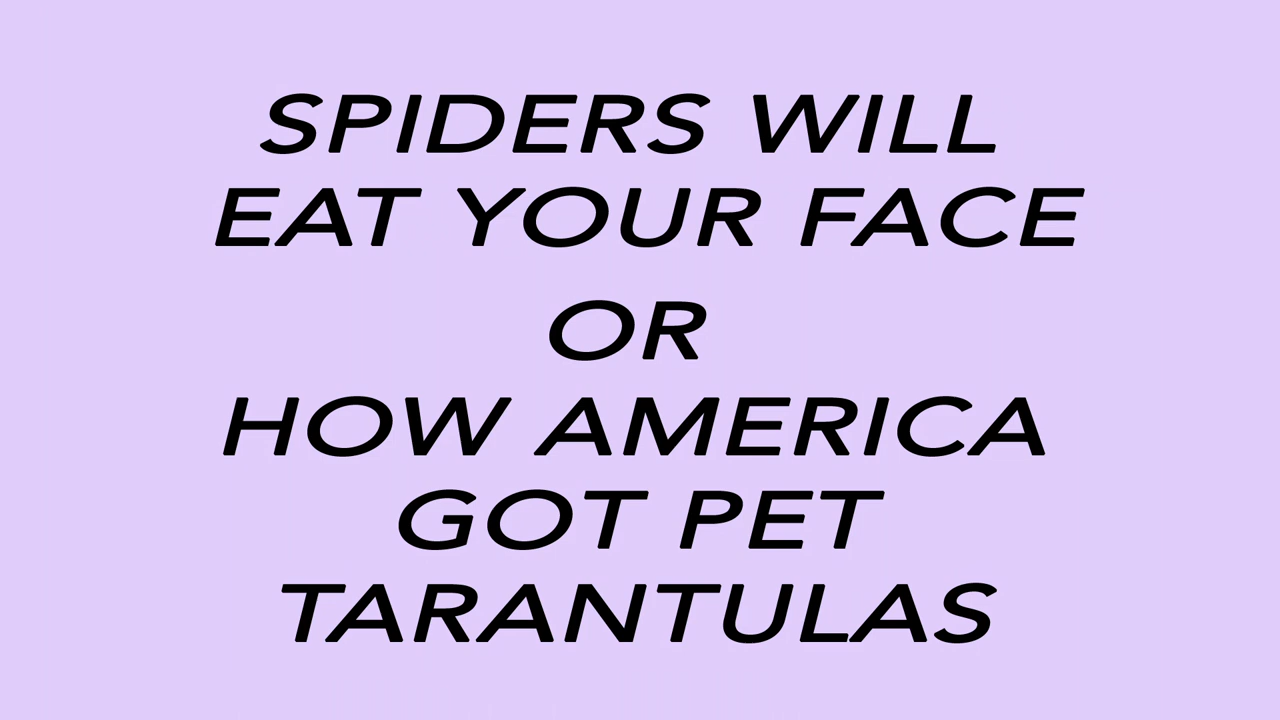 SPIDERS WILL
EAT YOUR FACE
OR
HOW AMERICA
GOT PET
TARANTULAS